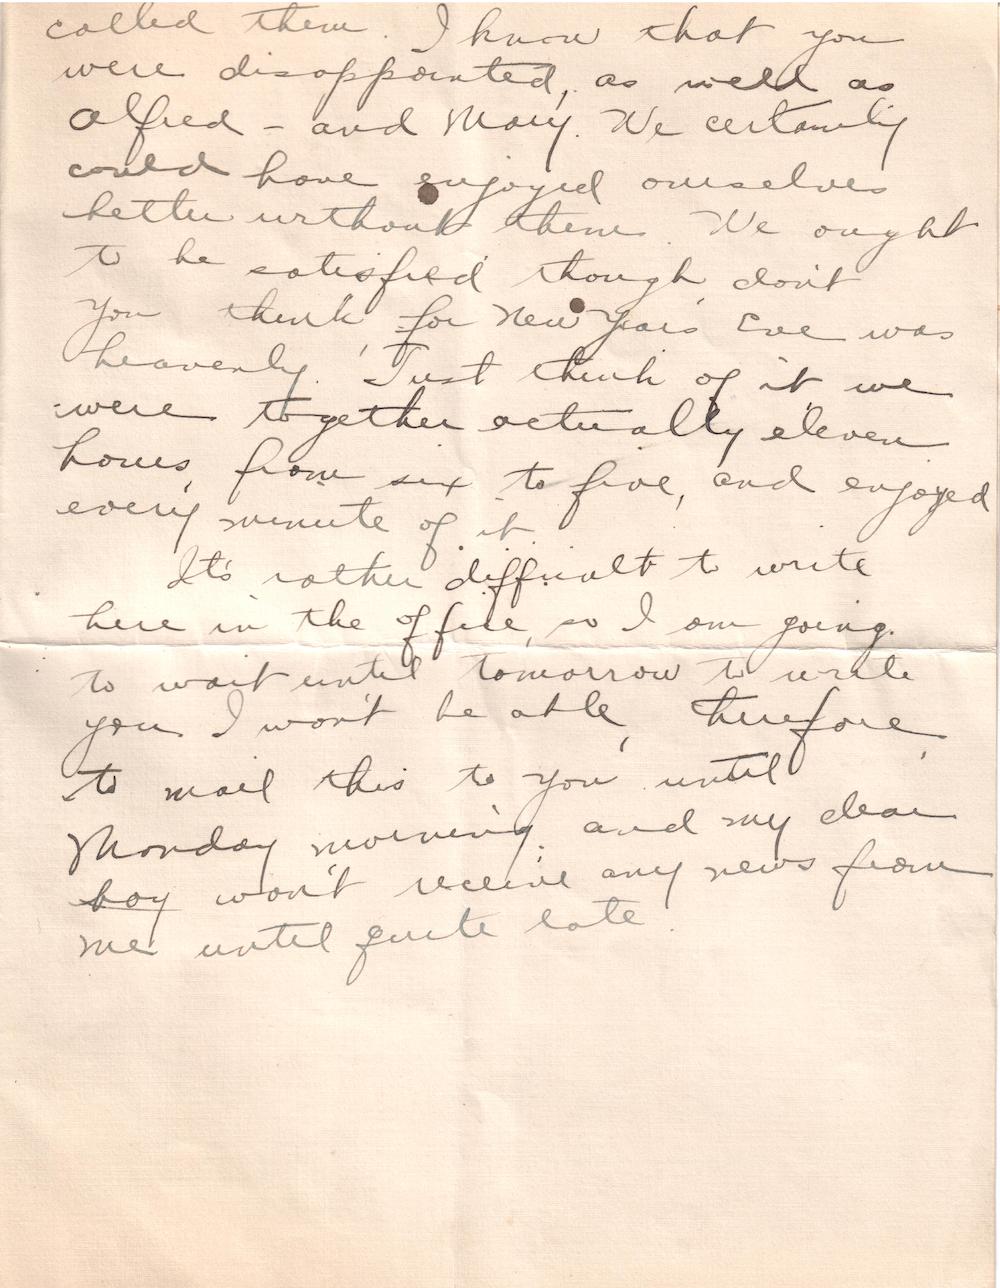 called them. I know that you
were disappointed, as well as
Alfred - and Mary. We certainly
could have enjoyed ourselves
better without them. We ought
to be satisfied though don't
you think, for New Year's Eve was
heavenly. Just think of it, we
were together actually eleven
hours, from six to five, and enjoyed
every minute of it.
It's rather difficult to write
here in the office, so I am going
to wait until tomorrow to write
you. I won't be able, therefore,
to mail this to you until
Monday morning, and my dear
boy won't receive any news from
me until quite late.